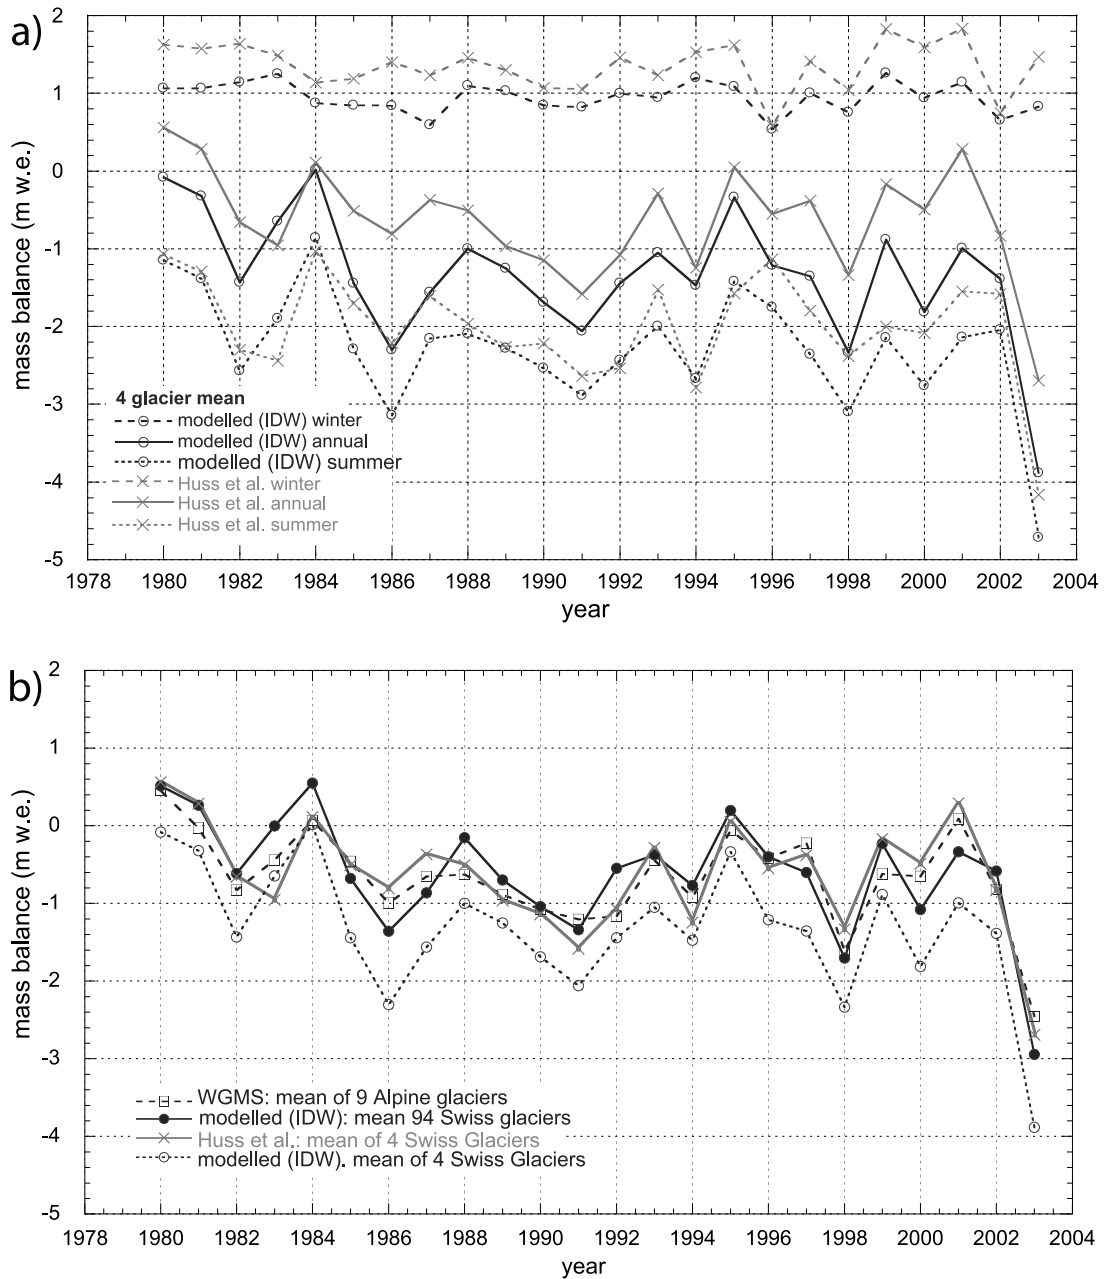 a)
2
1
0
-1
-2
-3
-4
-5
mass balance (m w.e.)
4 glacier mean
modelled (IDW) winter
modelled (IDW) annual
modelled (IDW) summer
Huss et al. winter
Huss et al. annual
Huss et al. summer
1978 1980 1982 1984 1986 1988 1990 1992 1994 1996 1998 2000 2002 2004
year
b)
2
1
0
-1
-2
-3
-4
-5
mass balance (m w.e.)
WGMS: mean of 9 Alpine glaciers
modelled (IDW): mean 94 Swiss glaciers
Huss et al.: mean of 4 Swiss Glaciers
modelled (IDW). mean of 4 Swiss Glaciers
1978 1980 1982 1984 1986 1988 1990 1992 1994 1996 1998 2000 2002 2004
year